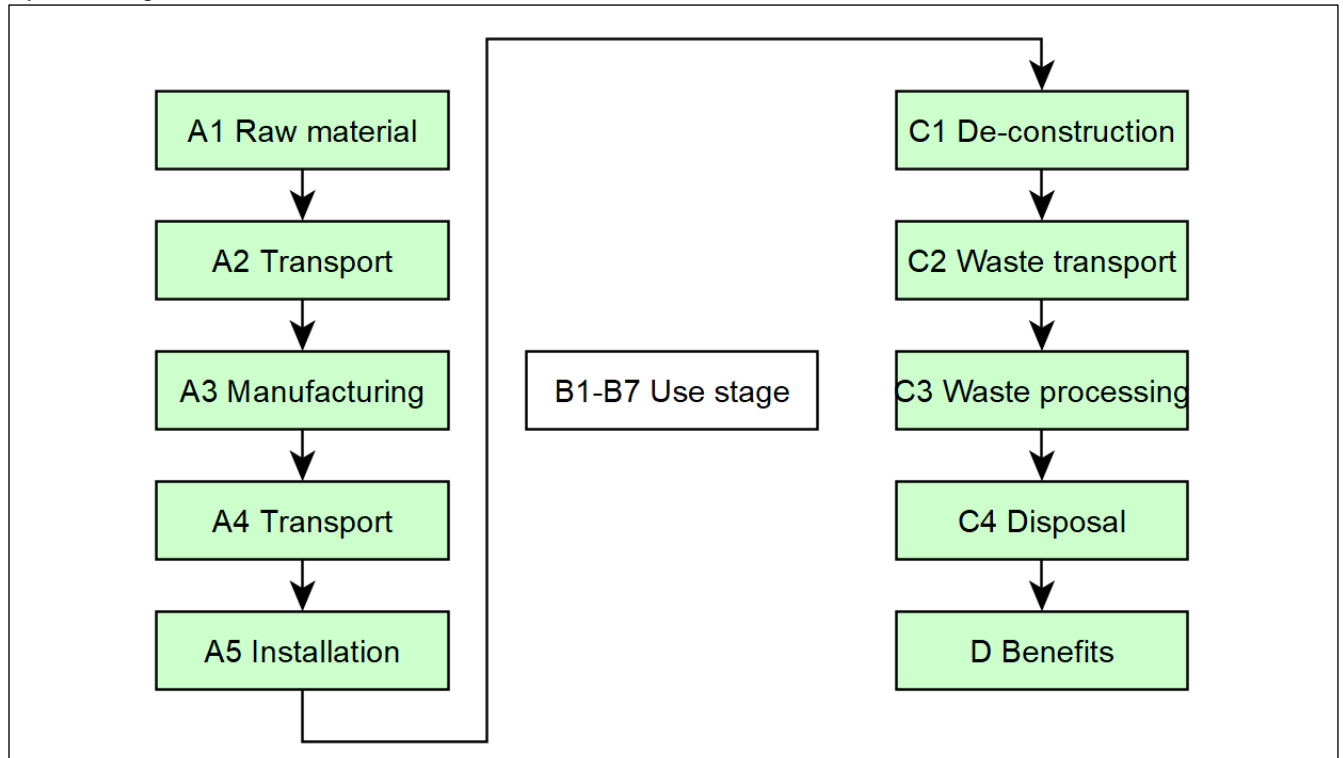 A1 Raw material
A2 Transport
A3 Manufacturing
A4 Transport
A5 Installation
B1-B7 Use stage
C1 De-construction
C2 Waste transport
C3 Waste processing
C4 Disposal
D Benefits